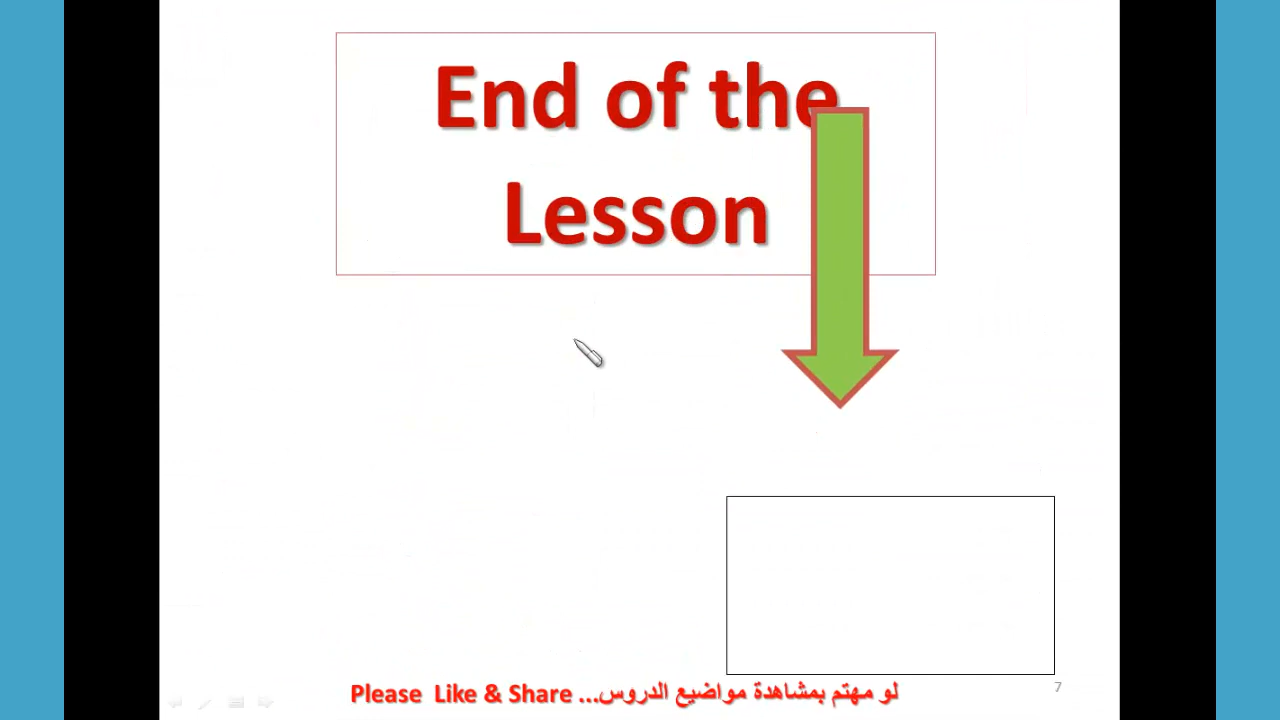 End of the
Lesson
Please Like & Share ...لو مهتم بمشاهدة مواضيع الدروس
7